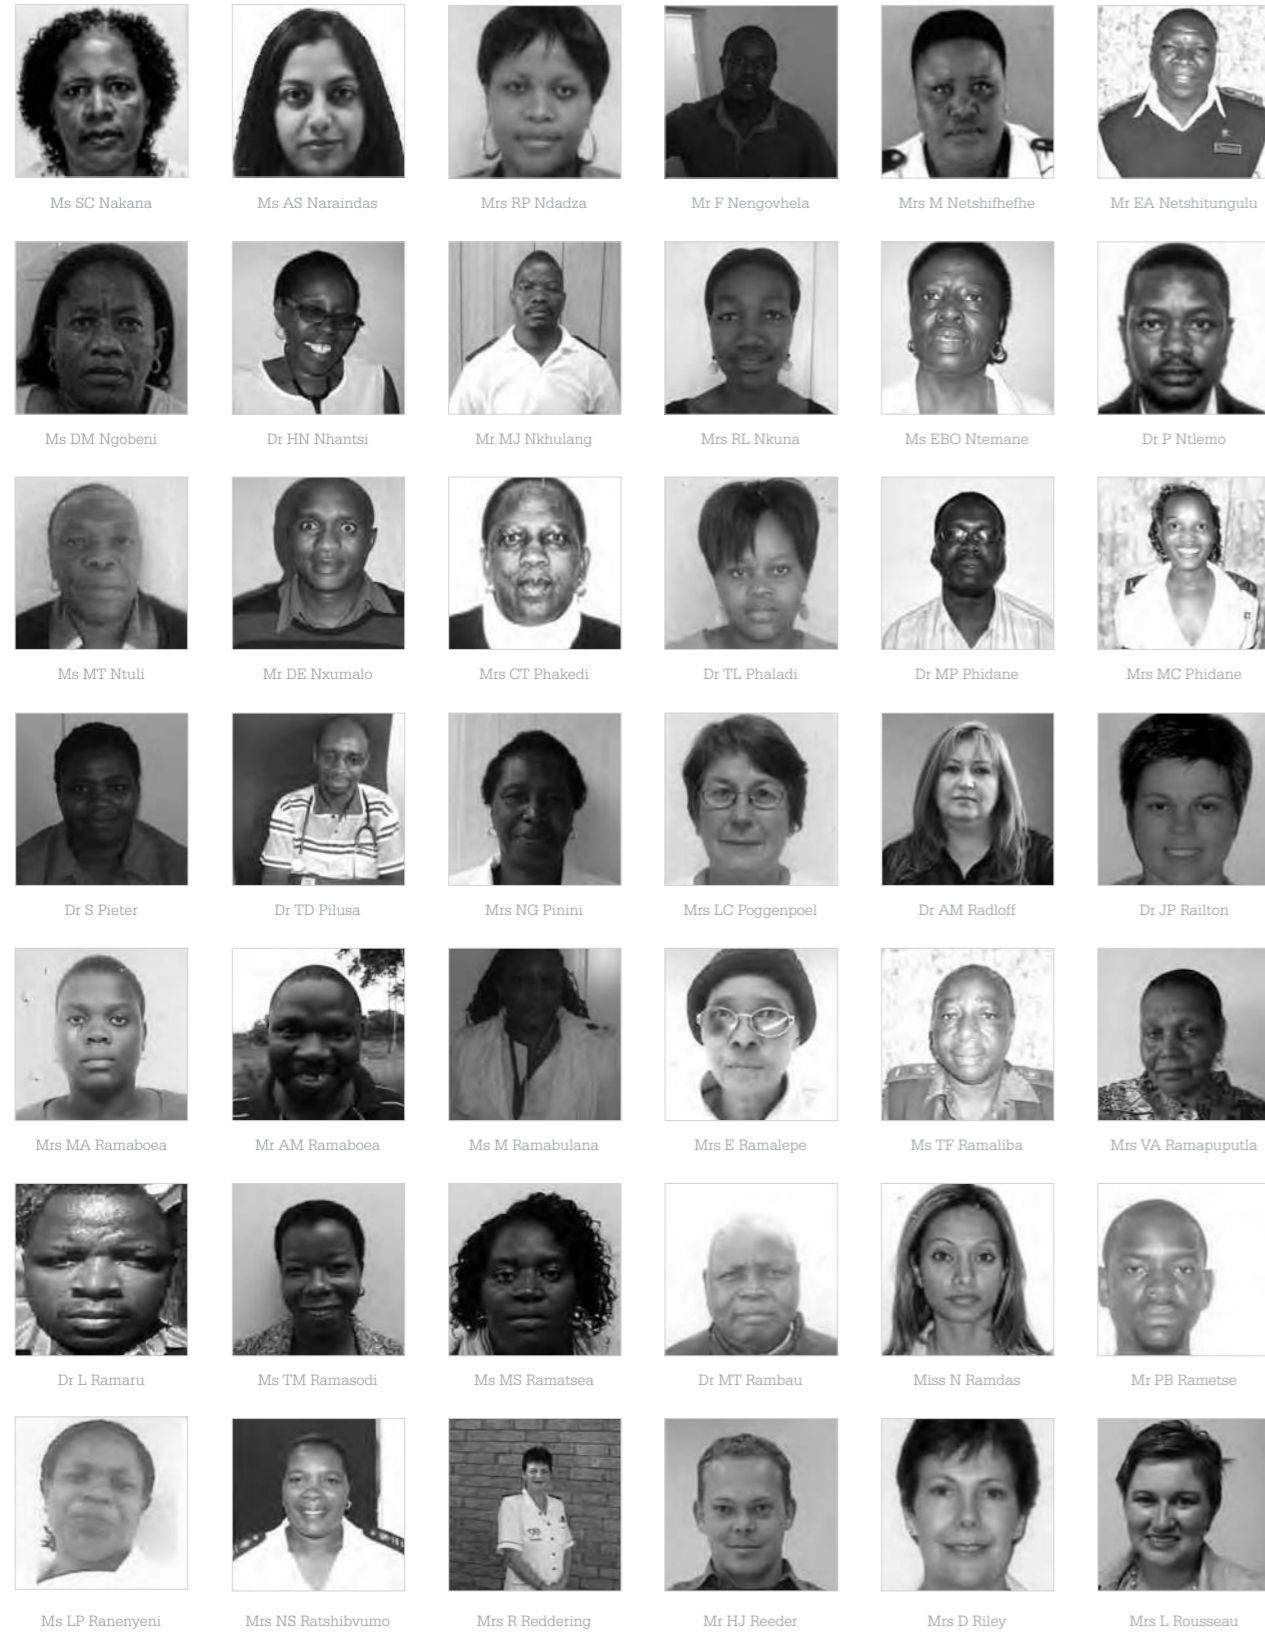 Ms SC Nakana
Ms AS Naraindas
Mrs RP Ndadza
Mr F Nengovhela
Mrs M Netshifhefhe
Mr EA Netshitungulu
Ms DM Ngobeni
Dr HN Nhantsi
Mr MJ Nkhulang
Mrs RL Nkuna
Ms EBO Ntemane
Dr P Ntlemo
Ms MT Ntuli
Mr DE Nxumalo
Mrs CT Phakedi
Dr TL Phaladi
Dr MP Phidane
Mrs MC Phidane
Dr S Pieter
Dr TD Pilusa
Mrs NG Pinini
Mrs LC Poggenpoel
Dr AM Radloff
Dr JP Railton
Mrs MA Ramaboea
Mr AM Ramaboea
Ms M Ramabulana
Mrs E Ramalepe
Ms TF Ramaliba
Mrs VA Ramapuputla
Dr L Ramaru
Ms TM Ramasodi
Ms MS Ramatsea
Dr MT Rambau
Miss N Ramdas
Mr PB Rametse
Ms LP Ranenyeni
Mrs NS Ratshibvumo
Mrs R Reddering
Mr HJ Reeder
Mrs D Riley
Mrs L Rousseau